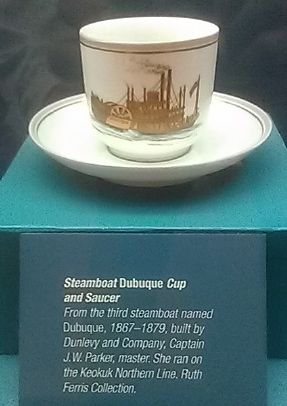 Steamboat Dubuque Cup
and Saucer
From the third steamboat named
Dubuque, 1867–1879, built by
Dunlevy and Company, Captain
J.W. Parker, master. She ran on
the Keokuk Northern Line. Ruth
Ferris Collection.